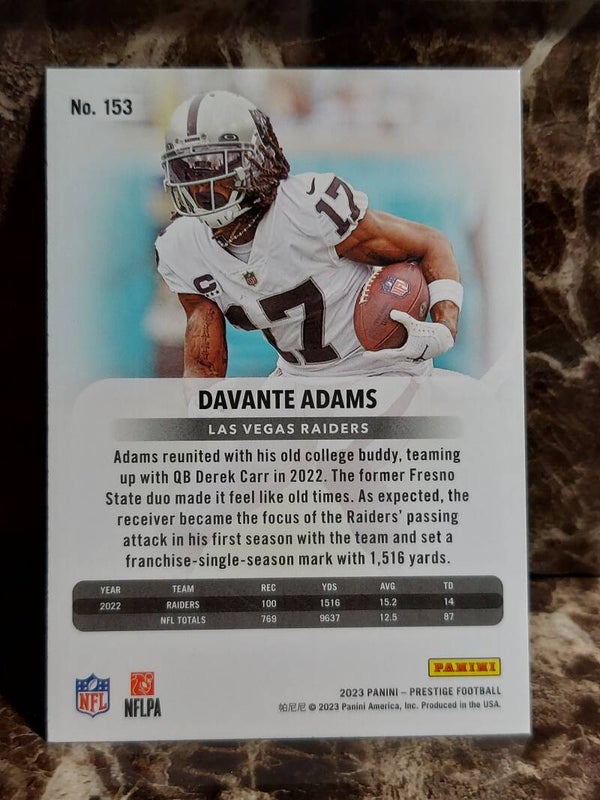 No. 153
17
C
17
DAVANTE ADAMS
LAS VEGAS RAIDERS
Adams reunited with his old college buddy, teaming
up with QB Derek Carr in 2022. The former Fresno
State duo made it feel like old times. As expected, the
receiver became the focus of the Raiders' passing
attack in his first season with the team and set a
franchise-single-season mark with 1,516 yards.
YEAR TEAM REC YDS AVG TD
2022 RAIDERS 100 1516 15.2 14
NFL TOTALS 769 9637 12.5 87
PANINI
NFL
NFLPA
2023 PANINI – PRESTIGE FOOTBALL
帕尼尼 © 2023 Panini America, Inc. Produced in the USA.